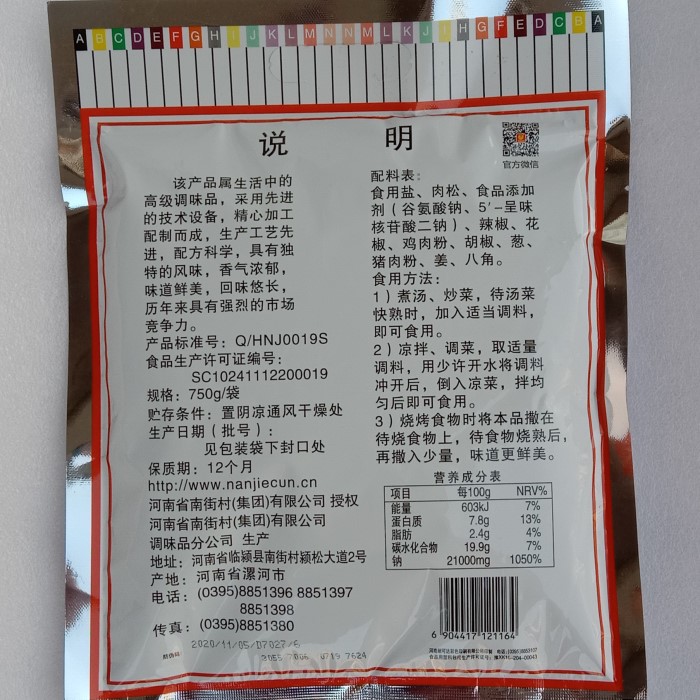 A B C D E F G H I J K L M N N M L K J I H G F E D C B A
说 明
官方微信
该产品属生活中的
高级调味品，采用先进
的技术设备，精心加工
配制而成，生产工艺先
进，配方科学，具有独
特的风味，香气浓郁，
味道鲜美，回味悠长，
历年来具有强烈的市场
竞争力。
产品标准号：Q/HNJ0019S
食品生产许可证编号：
SC10241112200019
规格：750g/袋
贮存条件：置阴凉通风干燥处
生产日期（批号）：
见包装袋下封口处
保质期：12个月
http://www.nanjiecun.cn
河南省南街村(集团)有限公司 授权
河南省南街村(集团)有限公司
调味品分公司 生产
地址：河南省临颍县南街村颍松大道2号
产地：河南省漯河市
电话：(0395)8851396 8851397
8851398
传真：(0395)8851380
2020/11/05/D7027/6
配料表：
食用盐、肉松、食品添加
剂（谷氨酸钠、5′-呈味
核苷酸二钠）、辣椒、花
椒、鸡肉粉、胡椒、葱、
猪肉粉、姜、八角。
食用方法：
1）煮汤、炒菜，待汤菜
快熟时，加入适当调料，
即可食用。
2）凉拌、调菜，取适量
调料，用少许开水将调料
冲开后，倒入凉菜，拌均
匀后即可食用。
3）烧烤食物时将本品撒在
待烧食物上，待食物烧熟后，
再撒入少量，味道更鲜美。
营养成分表
项目 每100g NRV%
能量 603kJ 7%
蛋白质 7.8g 13%
脂肪 2.4g 4%
碳水化合物 19.9g 7%
钠 21000mg 1050%
6 904417 121164